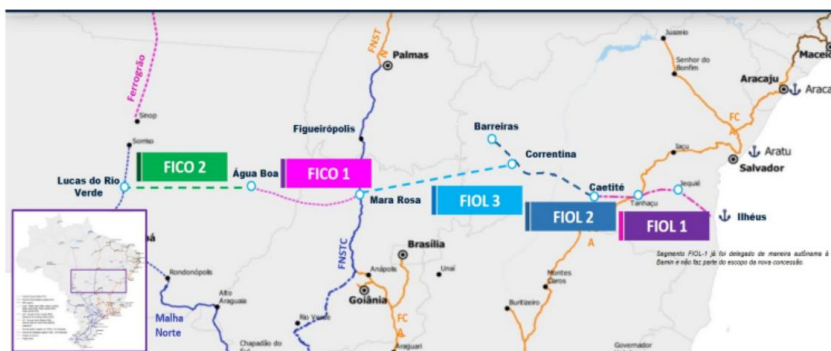 Ferrogrão
Sinop
Sorriso
Lucas do Rio
Verde
FICO 2
Água Boa
FICO 1
Figueirópolis
FNST
N
Palmas
Mara Rosa
FNSTC
Barreiras
Correntina
FIOL 3
FIOL 2
Caetité
Tanhaçu
FIOL 1
Jequié
Ilhéus
Juazeiro
Senhor do
Bonfim
FC
A
Iaçu
Aracaju
Maceió
Araca
Aratu
Salvador
Segmento FIOL-1 já foi delegado de maneira autônoma à
Bamin e não faz parte do escopo da nova concessão.
A
Brasília
Unaí
Anápolis
Goiânia
FC
A
Rio Verde
Araguari
Montes
Claros
Buritizeiro
Governador
Rondonópolis
Alto
Araguaia
Malha
Norte
Chapadão do